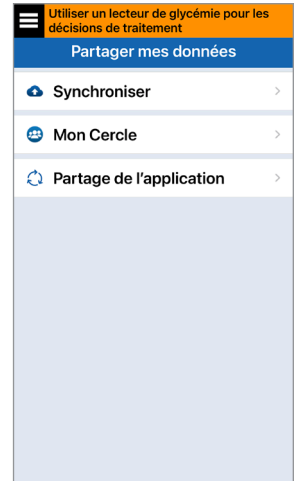 Utiliser un lecteur de glycémie pour les
décisions de traitement
Partager mes données
Synchroniser
Mon Cercle
Partage de l'application